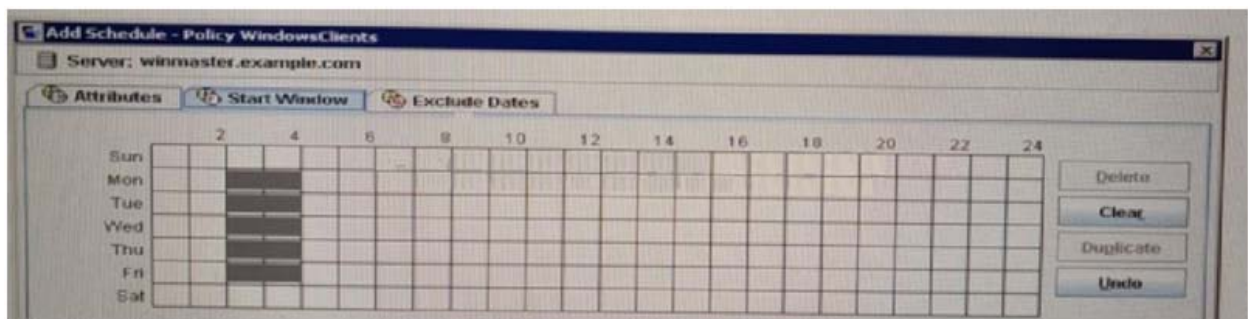 Add Schedule - Policy WindowsClients
Server: winmaster.example.com
Attributes Start Window Exclude Dates
2 4 6 8 10 12 14 16 18 20 22 24
Sun
Mon
Tue
Wed
Thu
Fri
Sat
Delete
Clear
Duplicate
Undo